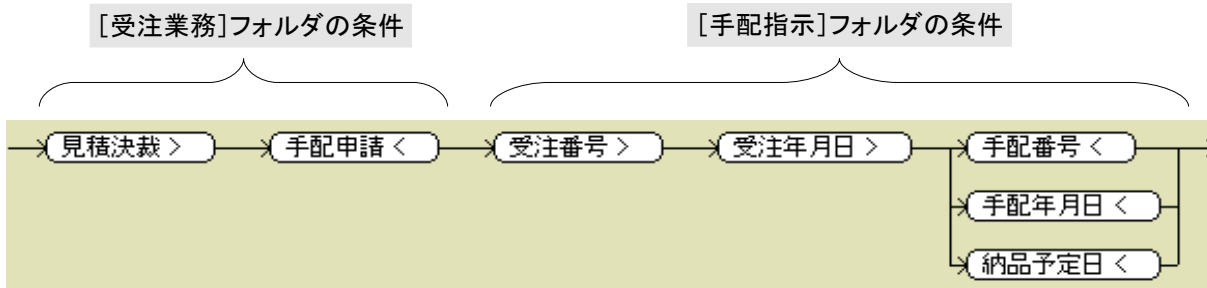 [受注業務]フォルダの条件
[手配指示]フォルダの条件
見積決裁 >
手配申請 <
受注番号 >
受注年月日 >
手配番号 <
手配年月日 <
納品予定日 <